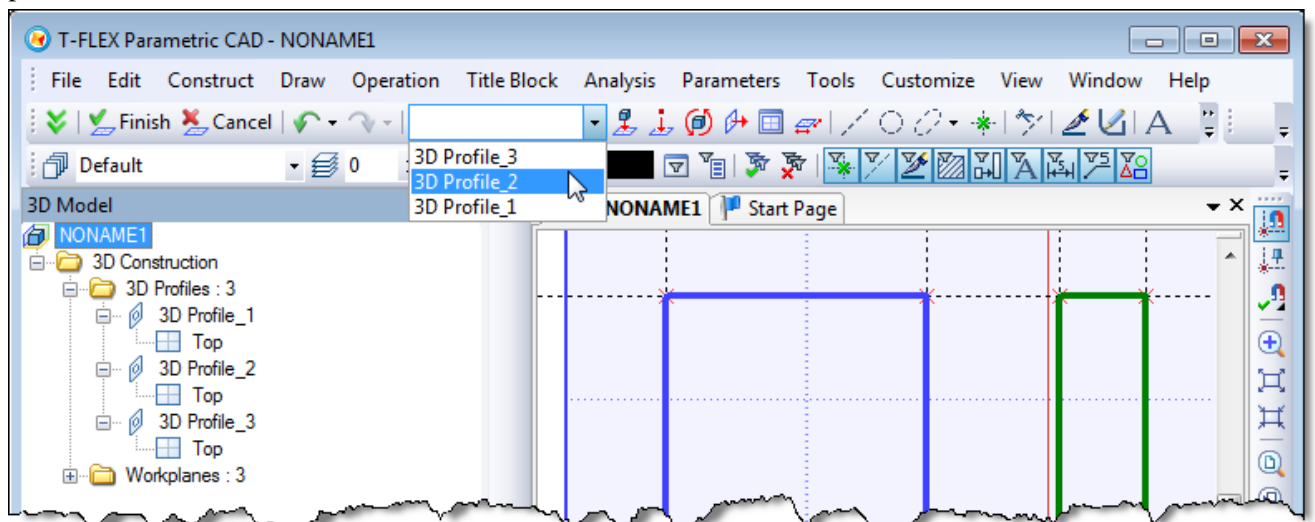 T-FLEX Parametric CAD - NONAME1
File Edit Construct Draw Operation Title Block Analysis Parameters Tools Customize View Window Help
Finish Cancel
Default 0
3D Profile_3
3D Profile_2
3D Profile_1
3D Model
NONAME1 Start Page
NONAME1
3D Construction
3D Profiles : 3
3D Profile_1
Top
3D Profile_2
Top
3D Profile_3
Top
Workplanes : 3